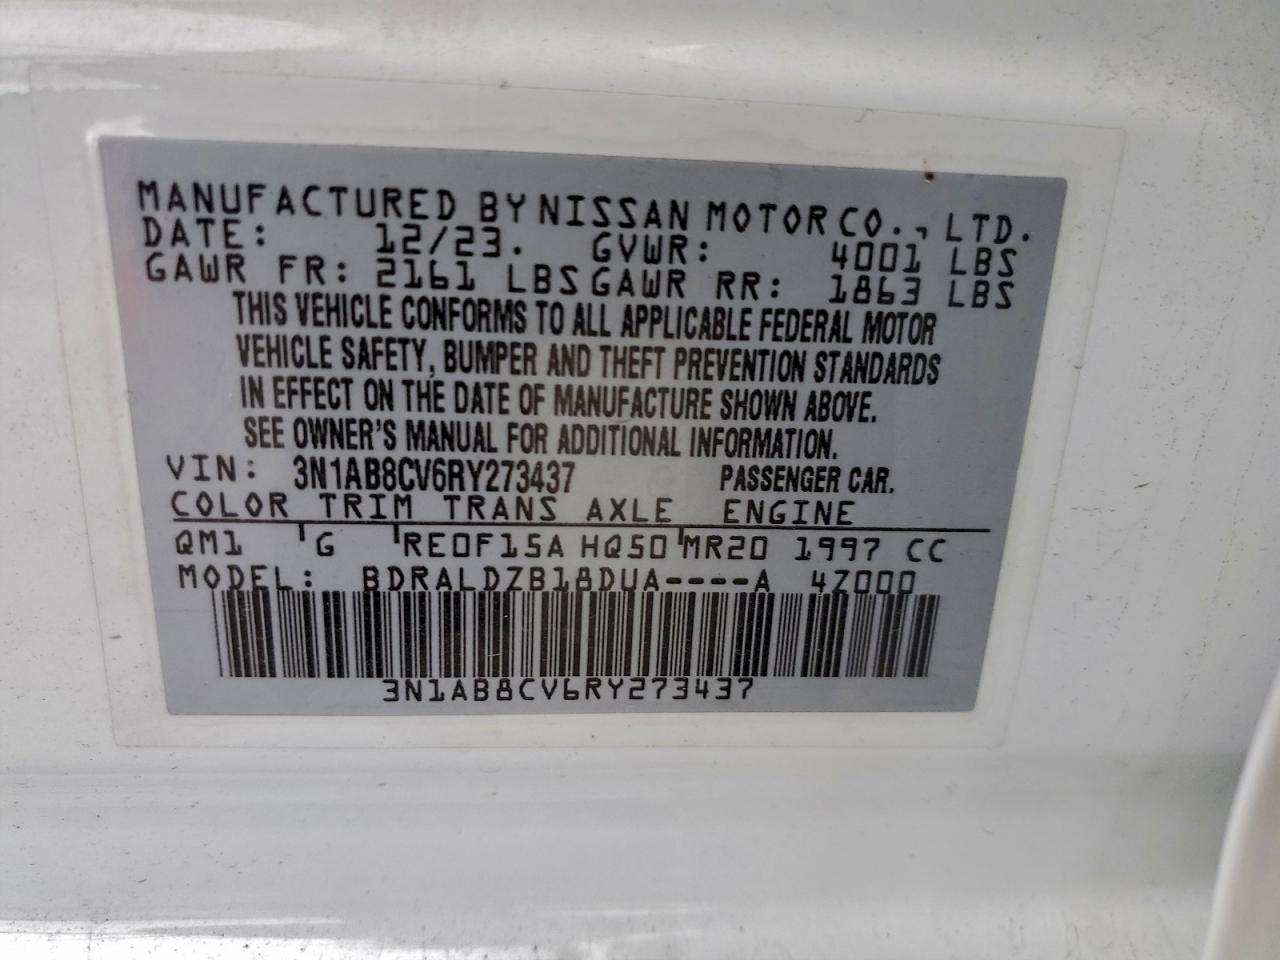 MANUFACTURED BY NISSAN MOTOR CO., LTD.
DATE: 12/23. GVWR: 4001 LBS
GAWR FR: 2161 LBS GAWR RR: 1863 LBS
THIS VEHICLE CONFORMS TO ALL APPLICABLE FEDERAL MOTOR
VEHICLE SAFETY, BUMPER AND THEFT PREVENTION STANDARDS
IN EFFECT ON THE DATE OF MANUFACTURE SHOWN ABOVE.
SEE OWNER'S MANUAL FOR ADDITIONAL INFORMATION.
VIN: 3N1AB8CV6RY273437 PASSENGER CAR.
COLOR TRIM TRANS AXLE ENGINE
QM1 G RE0F15A HQ50 MR20 1997 CC
MODEL: BDRALDZB18DUA----A 4Z000
3N1AB8CV6RY273437